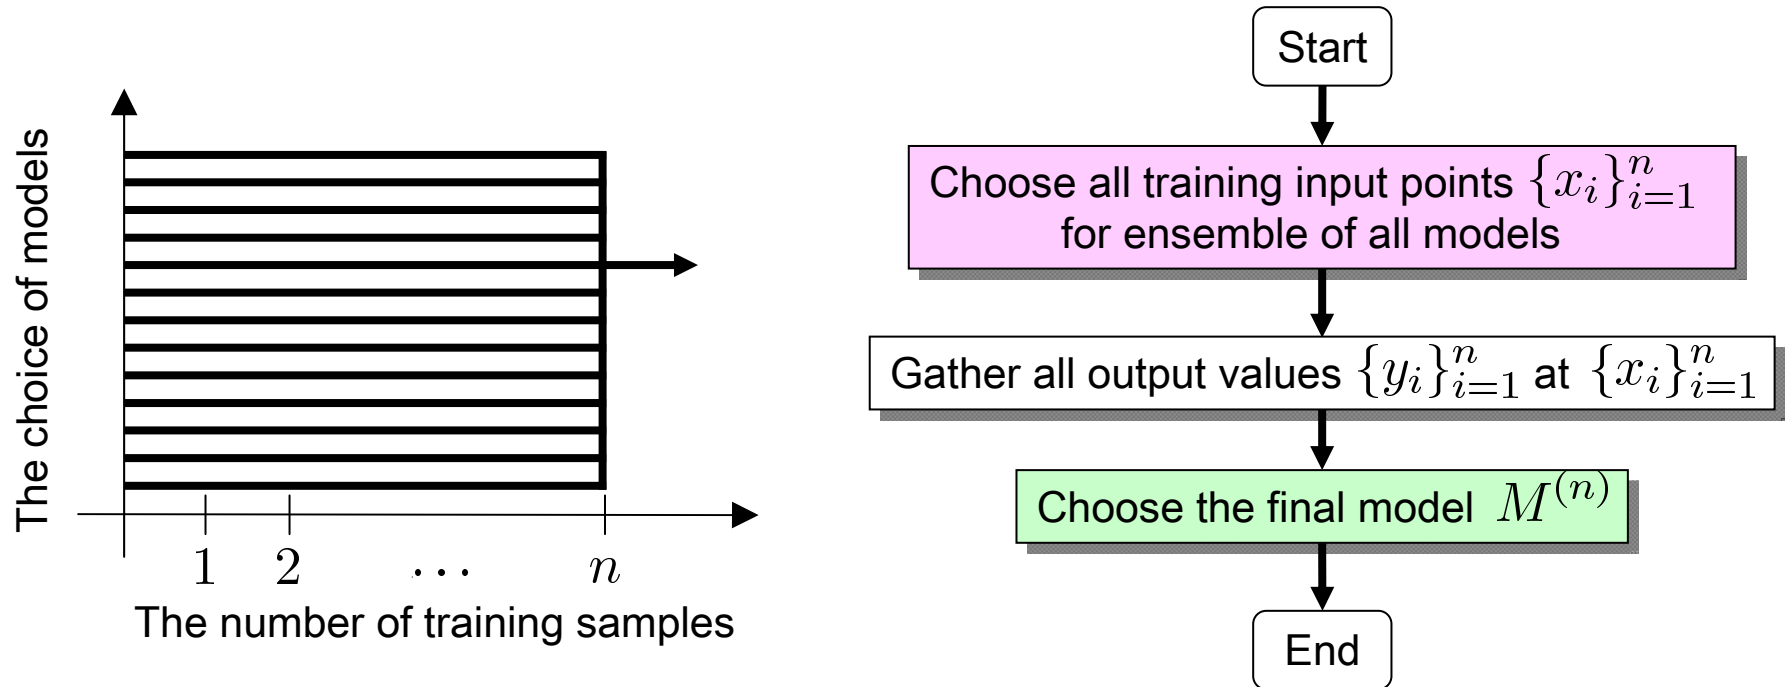 The choice of models
1 2 ⋯ n
The number of training samples
Start
Choose all training input points $\{x_i\}_{i=1}^n$
for ensemble of all models
Gather all output values $\{y_i\}_{i=1}^n$ at $\{x_i\}_{i=1}^n$
Choose the final model $M^{(n)}$
End